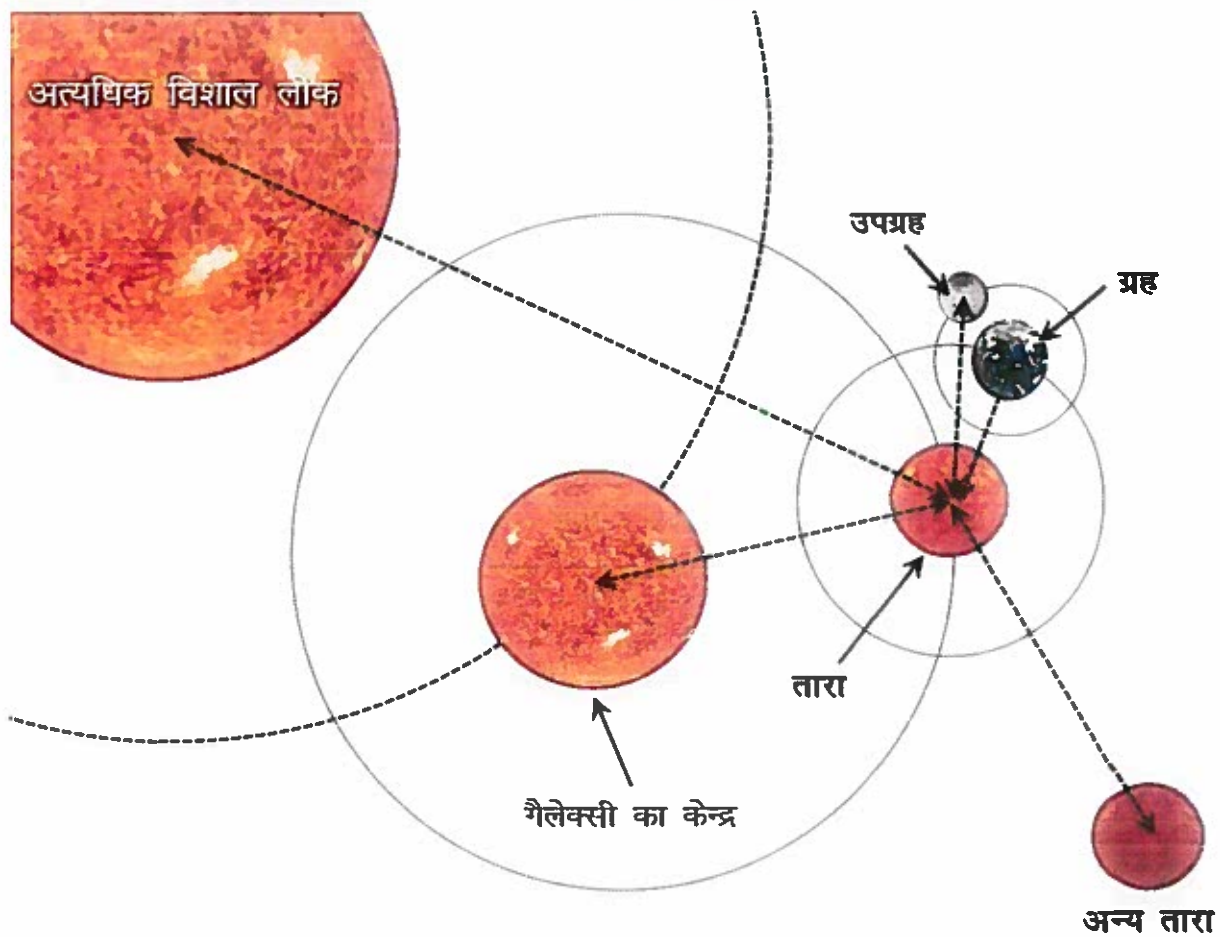 अत्यधिक विशाल लोक
उपग्रह
ग्रह
तारा
गैलेक्सी का केन्द्र
अन्य तारा